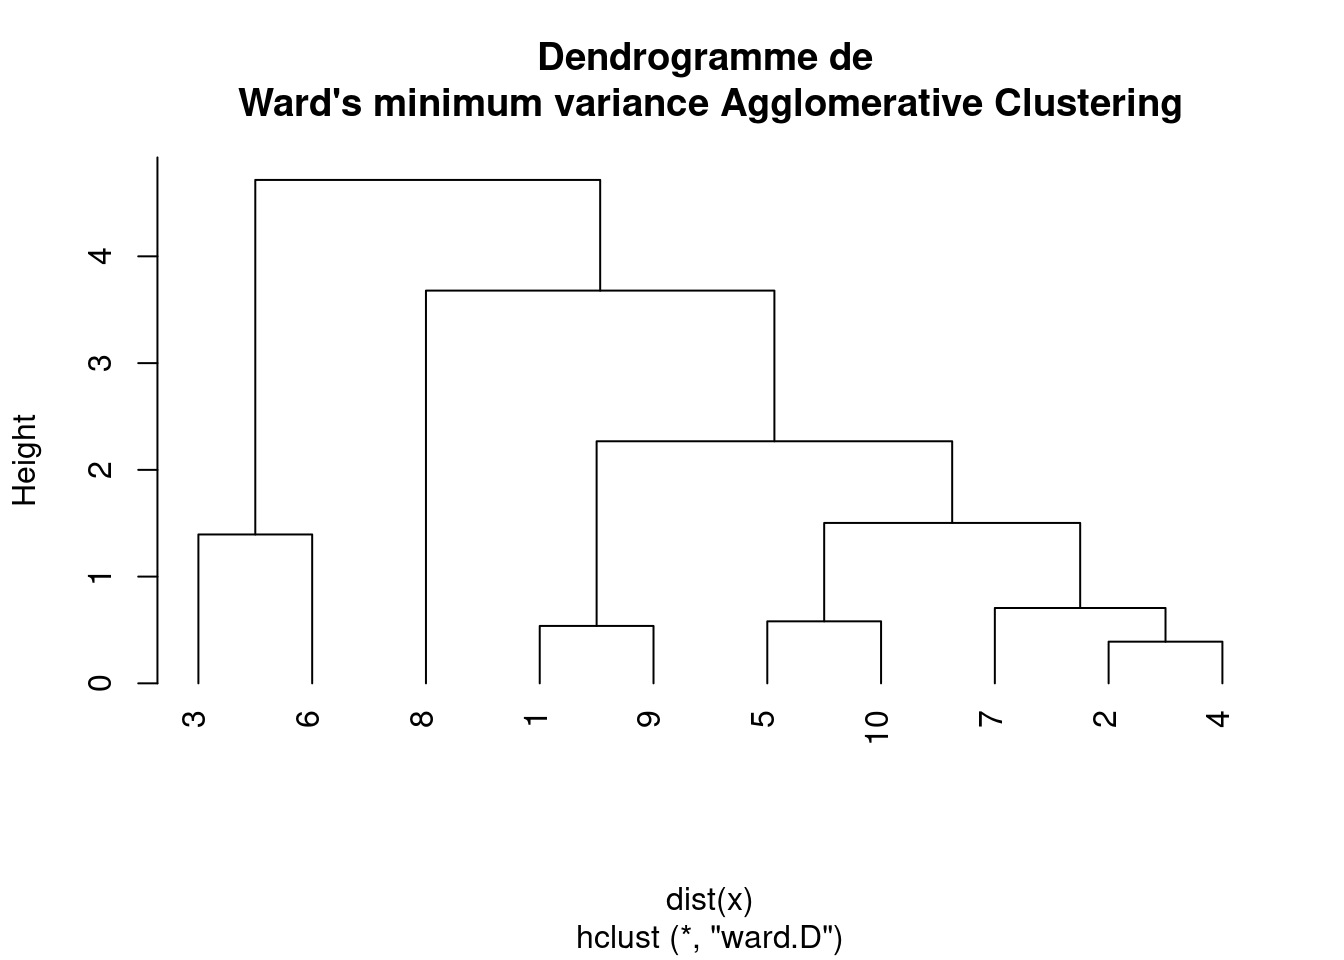 Dendrogramme de
Ward's minimum variance Agglomerative Clustering
Height
4
3
2
1
0
3 6 8 1 9 5 10 7 2 4
dist(x)
hclust (*, "ward.D")